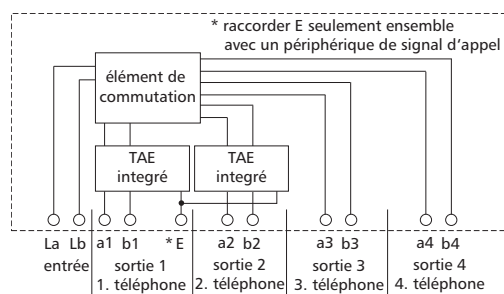 * raccorder E seulement ensemble
avec un périphérique de signal d'appel
élément de
commutation
TAE
integré
TAE
integré
La Lb a1 b1 * E a2 b2 a3 b3 a4 b4
entrée sortie 1 sortie 2 sortie 3 sortie 4
1. téléphone 2. téléphone 3. téléphone 4. téléphone